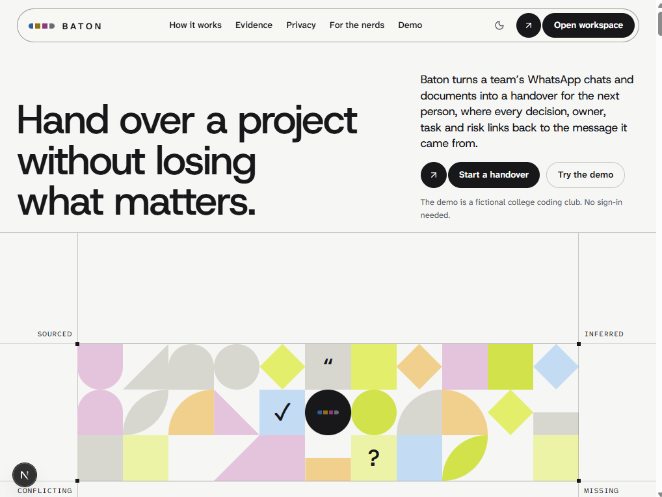 BATON
How it works Evidence Privacy For the nerds Demo
Open workspace
Hand over a project
without losing
what matters.
Baton turns a team's WhatsApp chats and
documents into a handover for the next
person, where every decision, owner,
task and risk links back to the message it
came from.
Start a handover
Try the demo
The demo is a fictional college coding club. No sign-in
needed.
SOURCED
INFERRED
“
✓
?
N
CONFLICTING
MISSING